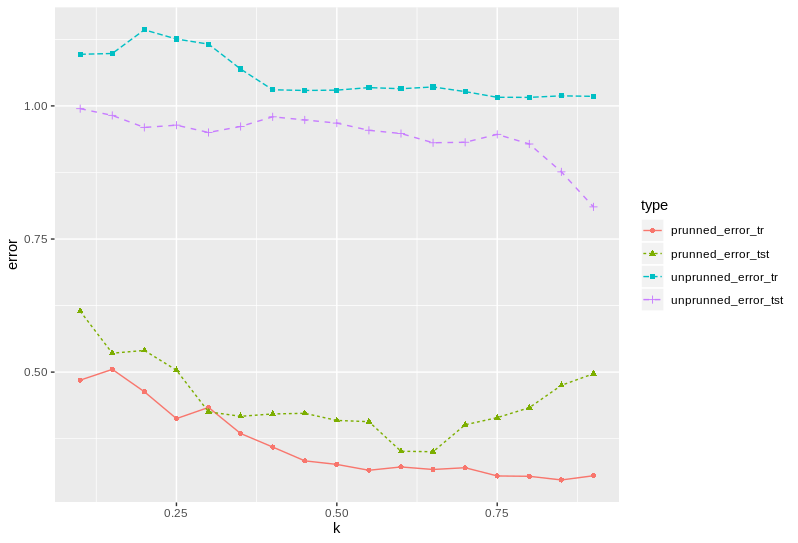 1.00
0.75
0.50
error
0.25
0.50
0.75
k
type
prunned_error_tr
prunned_error_tst
unprunned_error_tr
unprunned_error_tst